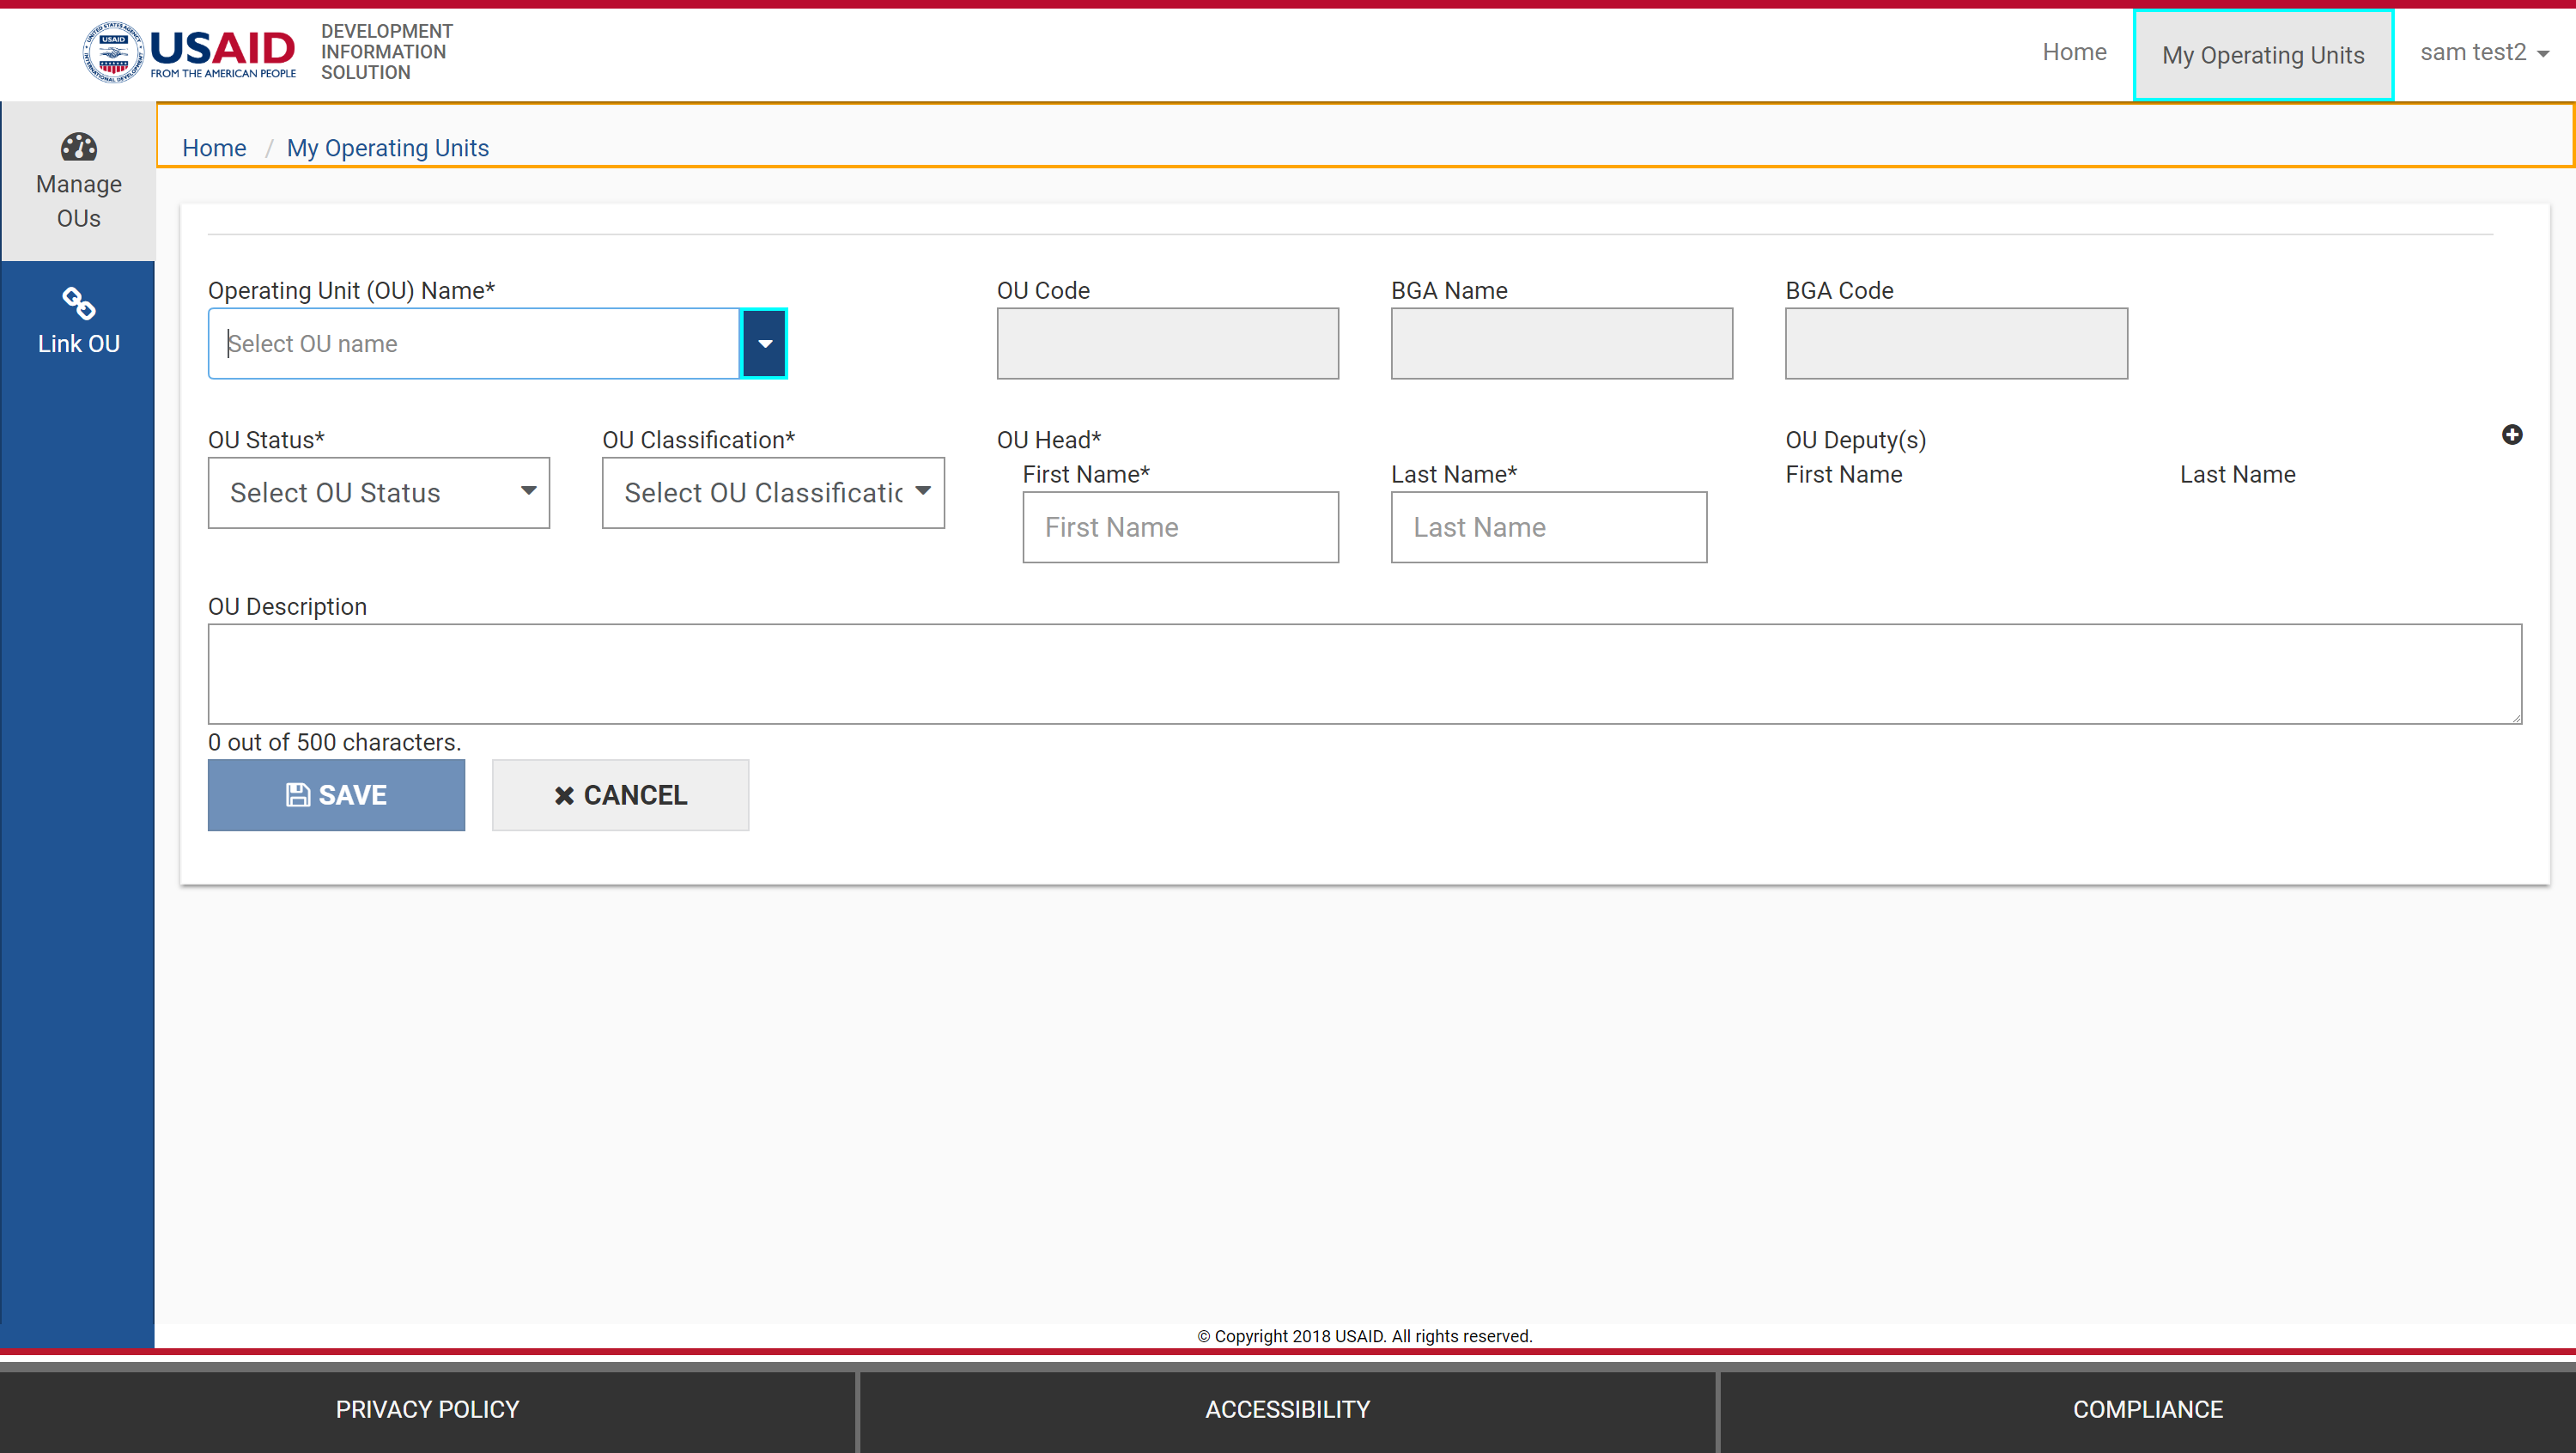 USAID
FROM THE AMERICAN PEOPLE
DEVELOPMENT
INFORMATION
SOLUTION
Home
My Operating Units
sam test2
Manage
OUs
Link OU
Home / My Operating Units
Operating Unit (OU) Name*
Select OU name
OU Code
BGA Name
BGA Code
OU Status*
Select OU Status
OU Classification*
Select OU Classificatic
OU Head*
First Name*
First Name
Last Name*
Last Name
OU Deputy(s)
First Name
Last Name
OU Description
0 out of 500 characters.
SAVE
CANCEL
© Copyright 2018 USAID. All rights reserved.
PRIVACY POLICY
ACCESSIBILITY
COMPLIANCE